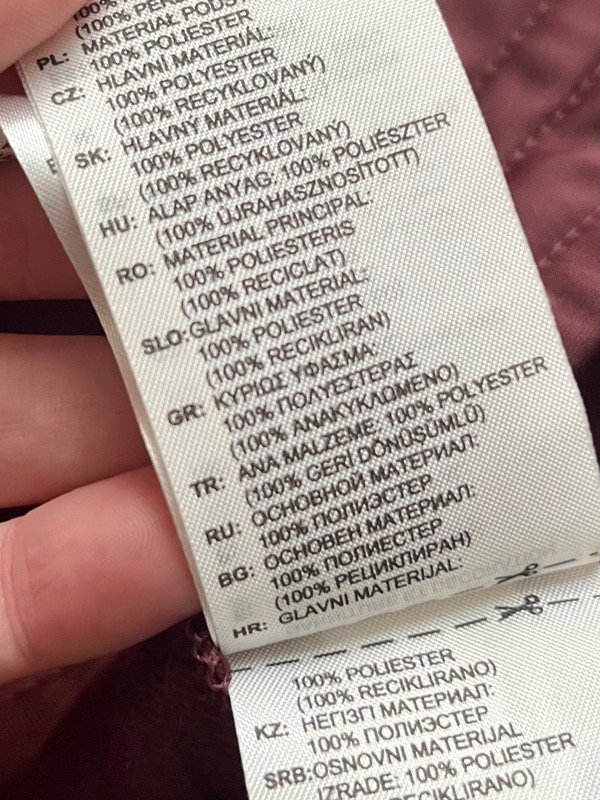 PL: MATERIAŁ PODS
100% POLIESTER
CZ: HLAVNÍ MATERIÁL:
100% POLYESTER
(100% RECYKLOVANÝ)
SK: HLAVNÝ MATERIÁL:
100% POLYESTER
(100% RECYKLOVANÝ)
HU: ALAP ANYAG: 100% POLIÉSZTER
(100% ÚJRAHASZNOSÍTOTT)
RO: MATERIAL PRINCIPAL:
100% POLIESTERIS
(100% RECICLAT)
SLO: GLAVNI MATERIAL:
100% POLIESTER
(100% RECIKLIRAN)
GR: ΚΥΡΙΩΣ ΥΦΑΣΜΑ:
100% ΠΟΛΥΕΣΤΕΡΑΣ
(100% ΑΝΑΚΥΚΛΩΜΕΝΟ)
TR: ANA MALZEME: 100% POLYESTER
(100% GERİ DÖNÜŞÜMLÜ)
RU: ОСНОВНОЙ МАТЕРИАЛ:
100% ПОЛИЭСТЕР
BG: ОСНОВЕН МАТЕРИАЛ:
100% ПОЛИЕСТЕР
(100% РЕЦИКЛИРАН)
HR: GLAVNI MATERIJAL:
100% POLIESTER
(100% RECIKLIRANO)
KZ: НЕГІЗГІ МАТЕРИАЛ:
100% ПОЛИЭСТЕР
SRB: OSNOVNI MATERIJAL
IZRADE: 100% POLIESTER
RECIKLIRANO)